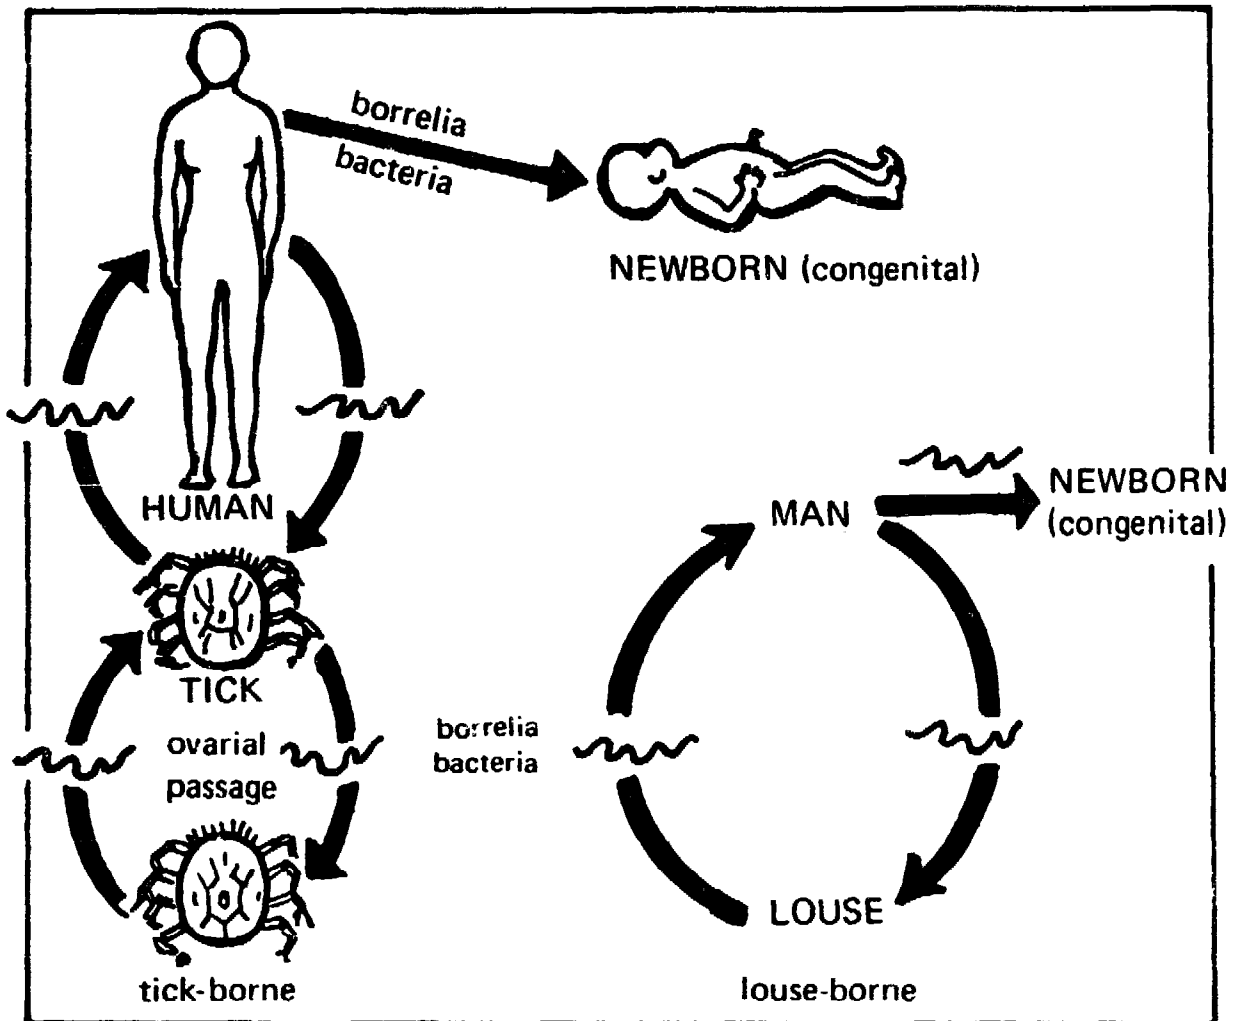 borrelia
bacteria
NEWBORN (congenital)
HUMAN
TICK
ovarial
passage
tick-borne
borrelia
bacteria
MAN
NEWBORN
(congenital)
LOUSE
louse-borne